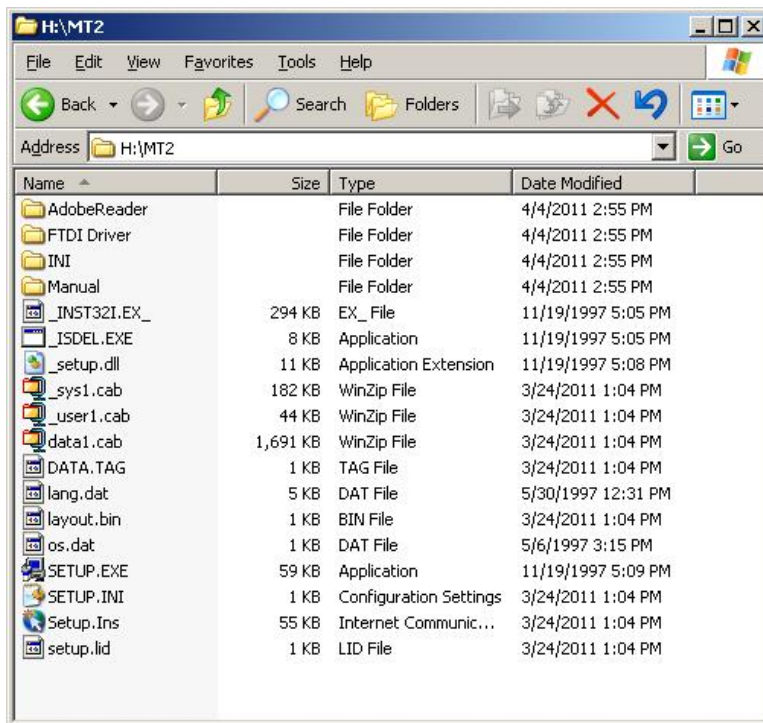 H:\MT2
File Edit View Favorites Tools Help
Back Search Folders
Address H:\MT2 Go
Name Size Type Date Modified
AdobeReader File Folder 4/4/2011 2:55 PM
FTDI Driver File Folder 4/4/2011 2:55 PM
INI File Folder 4/4/2011 2:55 PM
Manual File Folder 4/4/2011 2:55 PM
_INST32I.EX_ 294 KB EX_ File 11/19/1997 5:05 PM
_ISDEL.EXE 8 KB Application 11/19/1997 5:05 PM
_setup.dll 11 KB Application Extension 11/19/1997 5:08 PM
_sys1.cab 182 KB WinZip File 3/24/2011 1:04 PM
_user1.cab 44 KB WinZip File 3/24/2011 1:04 PM
data1.cab 1,691 KB WinZip File 3/24/2011 1:04 PM
DATA.TAG 1 KB TAG File 3/24/2011 1:04 PM
lang.dat 5 KB DAT File 5/30/1997 12:31 PM
layout.bin 1 KB BIN File 3/24/2011 1:04 PM
os.dat 1 KB DAT File 5/6/1997 3:15 PM
SETUP.EXE 59 KB Application 11/19/1997 5:09 PM
SETUP.INI 1 KB Configuration Settings 3/24/2011 1:04 PM
Setup.Ins 55 KB Internet Communic... 3/24/2011 1:04 PM
setup.lid 1 KB LID File 3/24/2011 1:04 PM